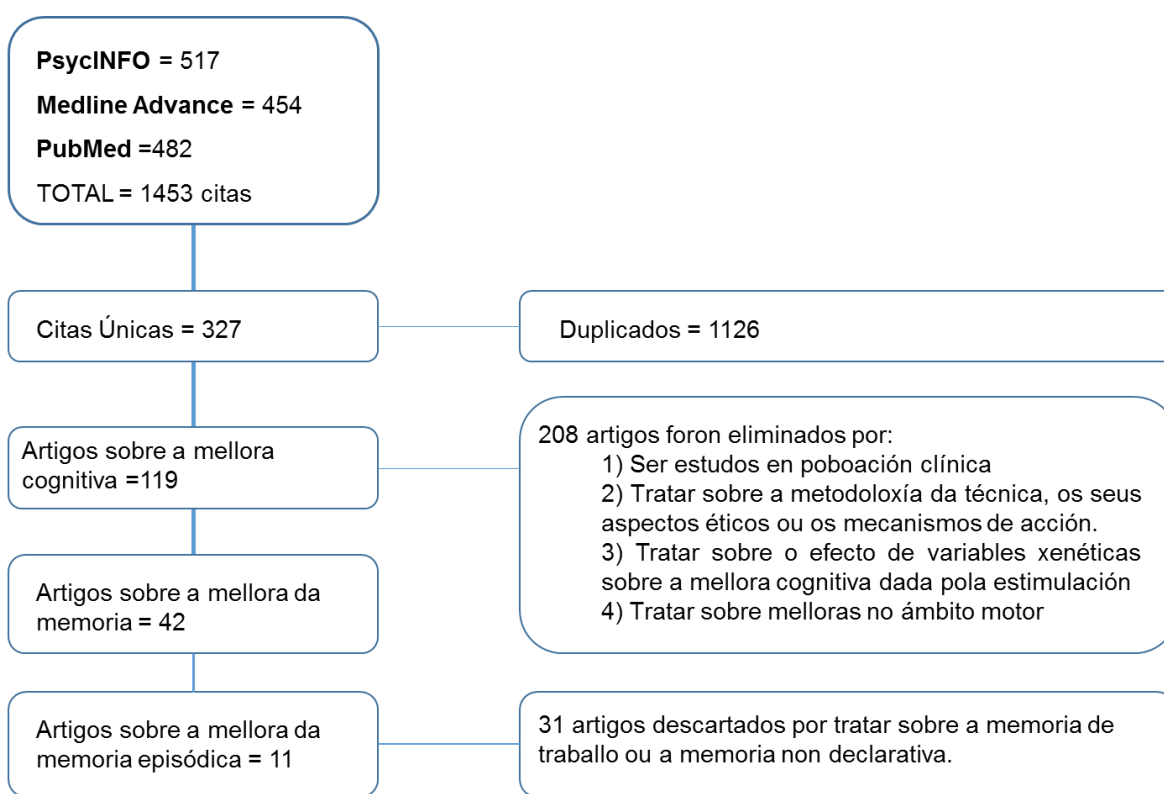 PsycINFO = 517
Medline Advance = 454
PubMed =482
TOTAL = 1453 citas
Citas Únicas = 327
Duplicados = 1126
Artigos sobre a mellora
cognitiva =119
208 artigos foron eliminados por:
1) Ser estudos en poboación clínica
2) Tratar sobre a metodoloxía da técnica, os seus
aspectos éticos ou os mecanismos de acción.
3) Tratar sobre o efecto de variables xenéticas
sobre a mellora cognitiva dada pola estimulación
4) Tratar sobre melloras no ámbito motor
Artigos sobre a mellora da
memoria = 42
Artigos sobre a mellora da
memoria episódica = 11
31 artigos descartados por tratar sobre a memoria de
traballo ou a memoria non declarativa.